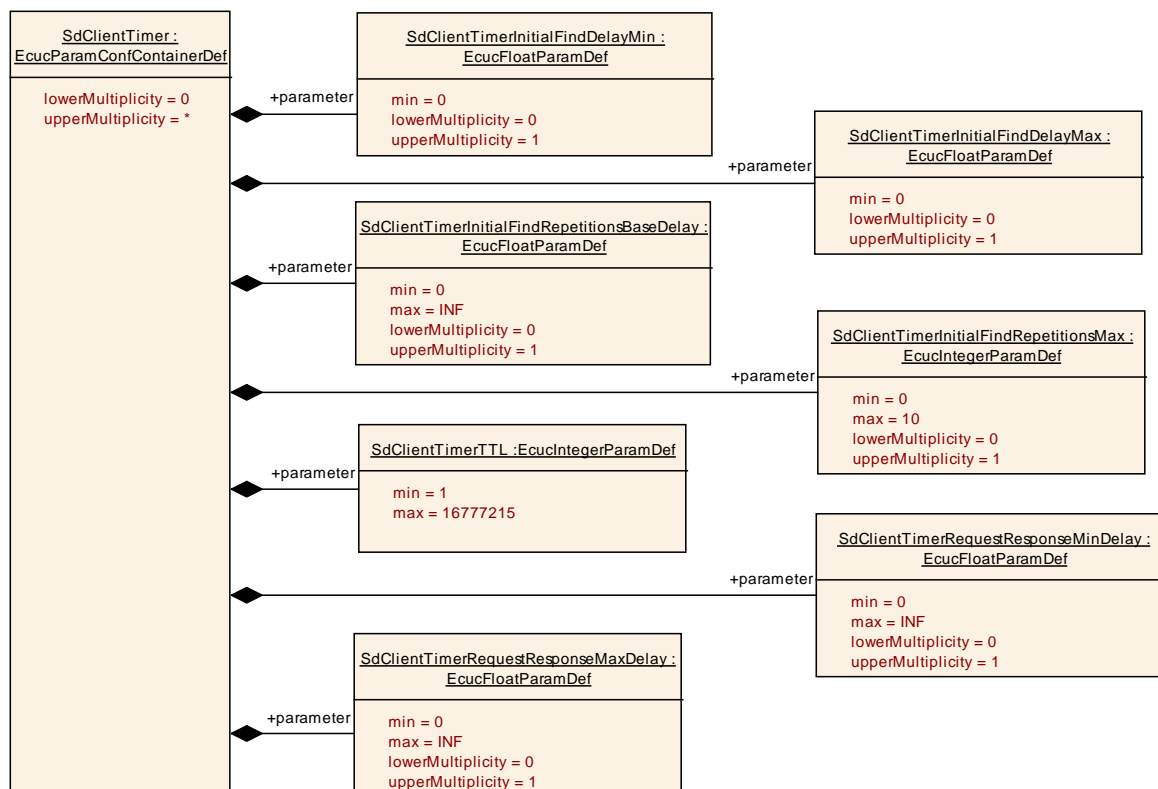 SdClientTimer :
EcucParamConfContainerDef
lowerMultiplicity = 0
upperMultiplicity = *
+parameter
SdClientTimerInitialFindDelayMin :
EcucFloatParamDef
min = 0
lowerMultiplicity = 0
upperMultiplicity = 1
+parameter
SdClientTimerInitialFindDelayMax :
EcucFloatParamDef
min = 0
lowerMultiplicity = 0
upperMultiplicity = 1
+parameter
SdClientTimerInitialFindRepetitionsBaseDelay :
EcucFloatParamDef
min = 0
max = INF
lowerMultiplicity = 0
upperMultiplicity = 1
+parameter
SdClientTimerInitialFindRepetitionsMax :
EcucIntegerParamDef
min = 0
max = 10
lowerMultiplicity = 0
upperMultiplicity = 1
+parameter
SdClientTimerTTL :EcucIntegerParamDef
min = 1
max = 16777215
+parameter
SdClientTimerRequestResponseMinDelay :
EcucFloatParamDef
min = 0
max = INF
lowerMultiplicity = 0
upperMultiplicity = 1
+parameter
SdClientTimerRequestResponseMaxDelay :
EcucFloatParamDef
min = 0
max = INF
lowerMultiplicity = 0
upperMultiplicity = 1